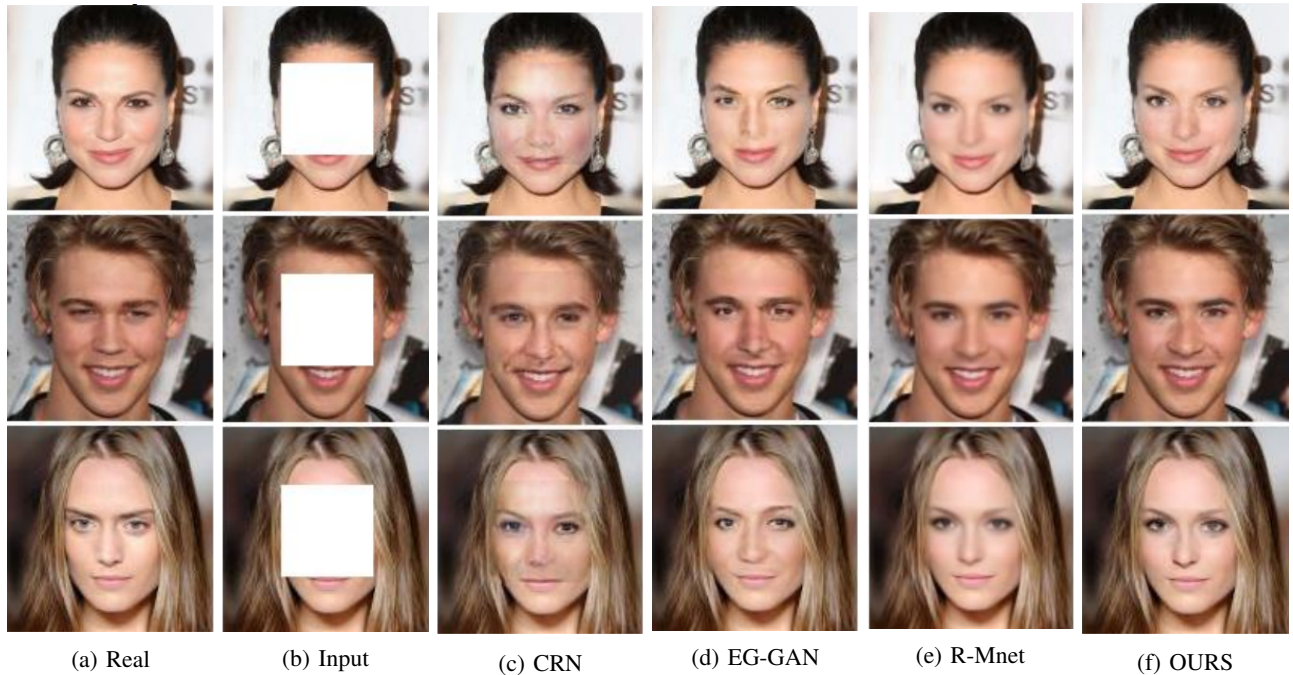 (a) Real
(b) Input
(c) CRN
(d) EG-GAN
(e) R-Mnet
(f) OURS